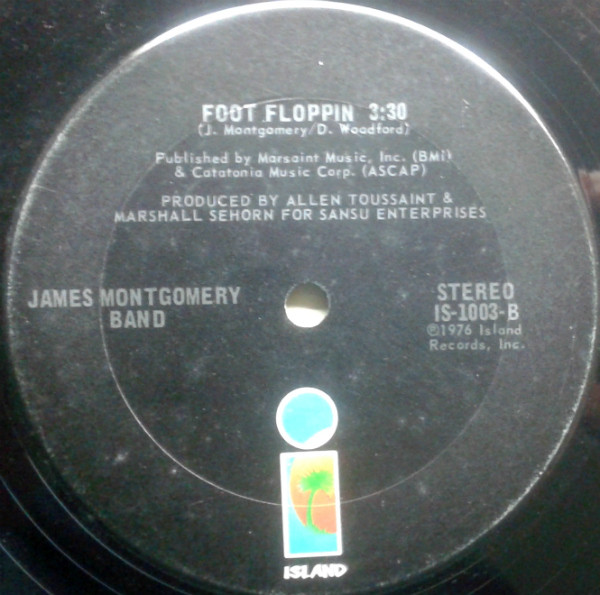 FOOT FLOPPIN 3:30
(J. Montgomery/D. Woodford)
Published by Marsaint Music, Inc. (BMI)
& Catatonia Music Corp. (ASCAP)
PRODUCED BY ALLEN TOUSSAINT &
MARSHALL SEHORN FOR SANSU ENTERPRISES
JAMES MONTGOMERY
BAND
STEREO
IS-1003-B
℗1976 Island
Records, Inc.
ISLAND